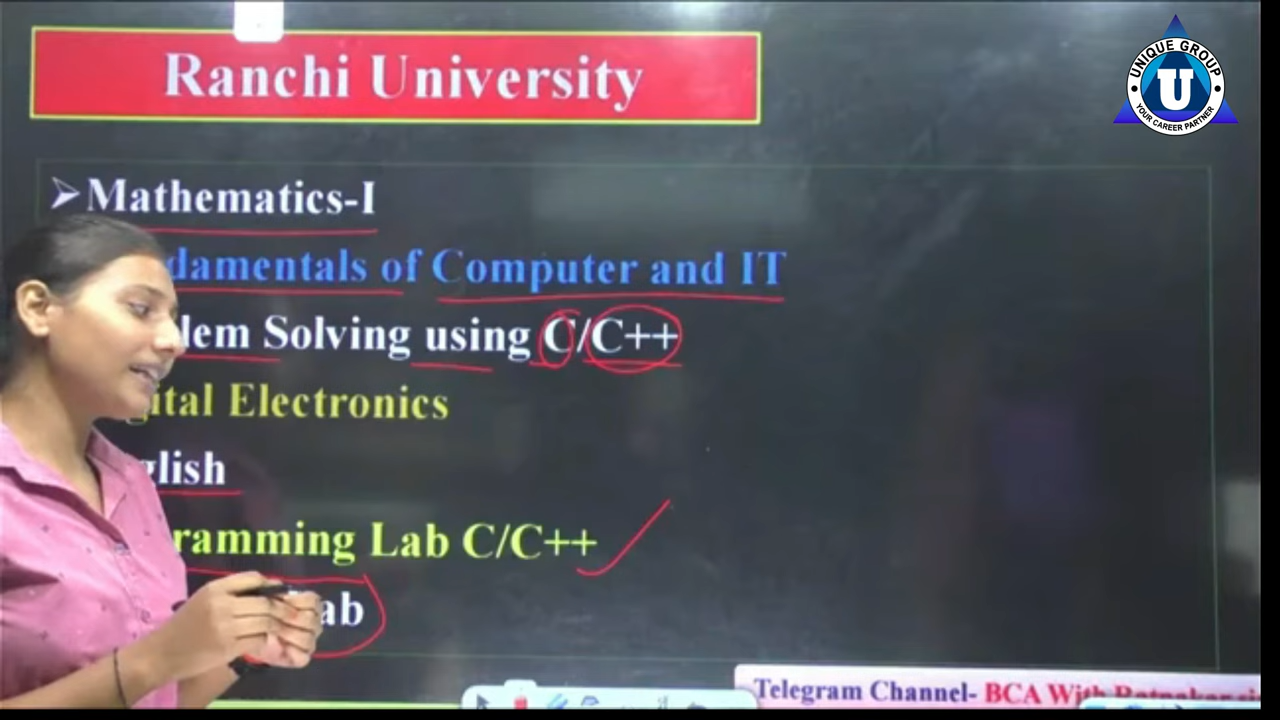 Ranchi University
UNIQUE GROUP
U
YOUR CAREER PARTNER
➢Mathematics-I
damentals of Computer and IT
lem Solving using C/C++
gital Electronics
glish
ramming Lab C/C++
ab
Telegram Channel- BCA With